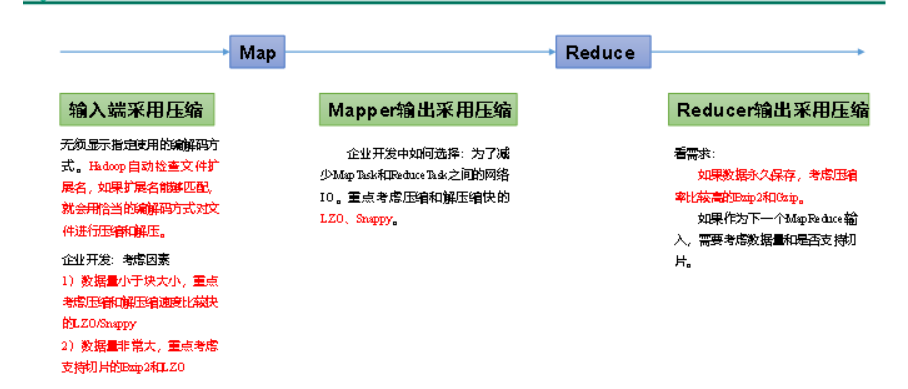 Map
Reduce
输入端采用压缩
无须显示指定使用的编解码方
式。Hadoop自动检查文件扩
展名，如果扩展名能够匹配，
就会用恰当的编解码方式对文
件进行压缩和解压。
企业开发：考虑因素
1）数据量小于块大小，重点
考虑压缩和解压缩速度比较快
的LZO/Snappy
2）数据量非常大，重点考虑
支持切片的Bzip2和LZO
Mapper输出采用压缩
企业开发中如何选择：为了减
少MapTask和ReduceTask之间的网络
IO。重点考虑压缩和解压缩快的
LZO、Snappy。
Reducer输出采用压缩
看需求：
如果数据永久保存，考虑压缩
率比较高的Bzip2和Gzip。
如果作为下一个MapReduce输
入，需要考虑数据量和是否支持切
片。